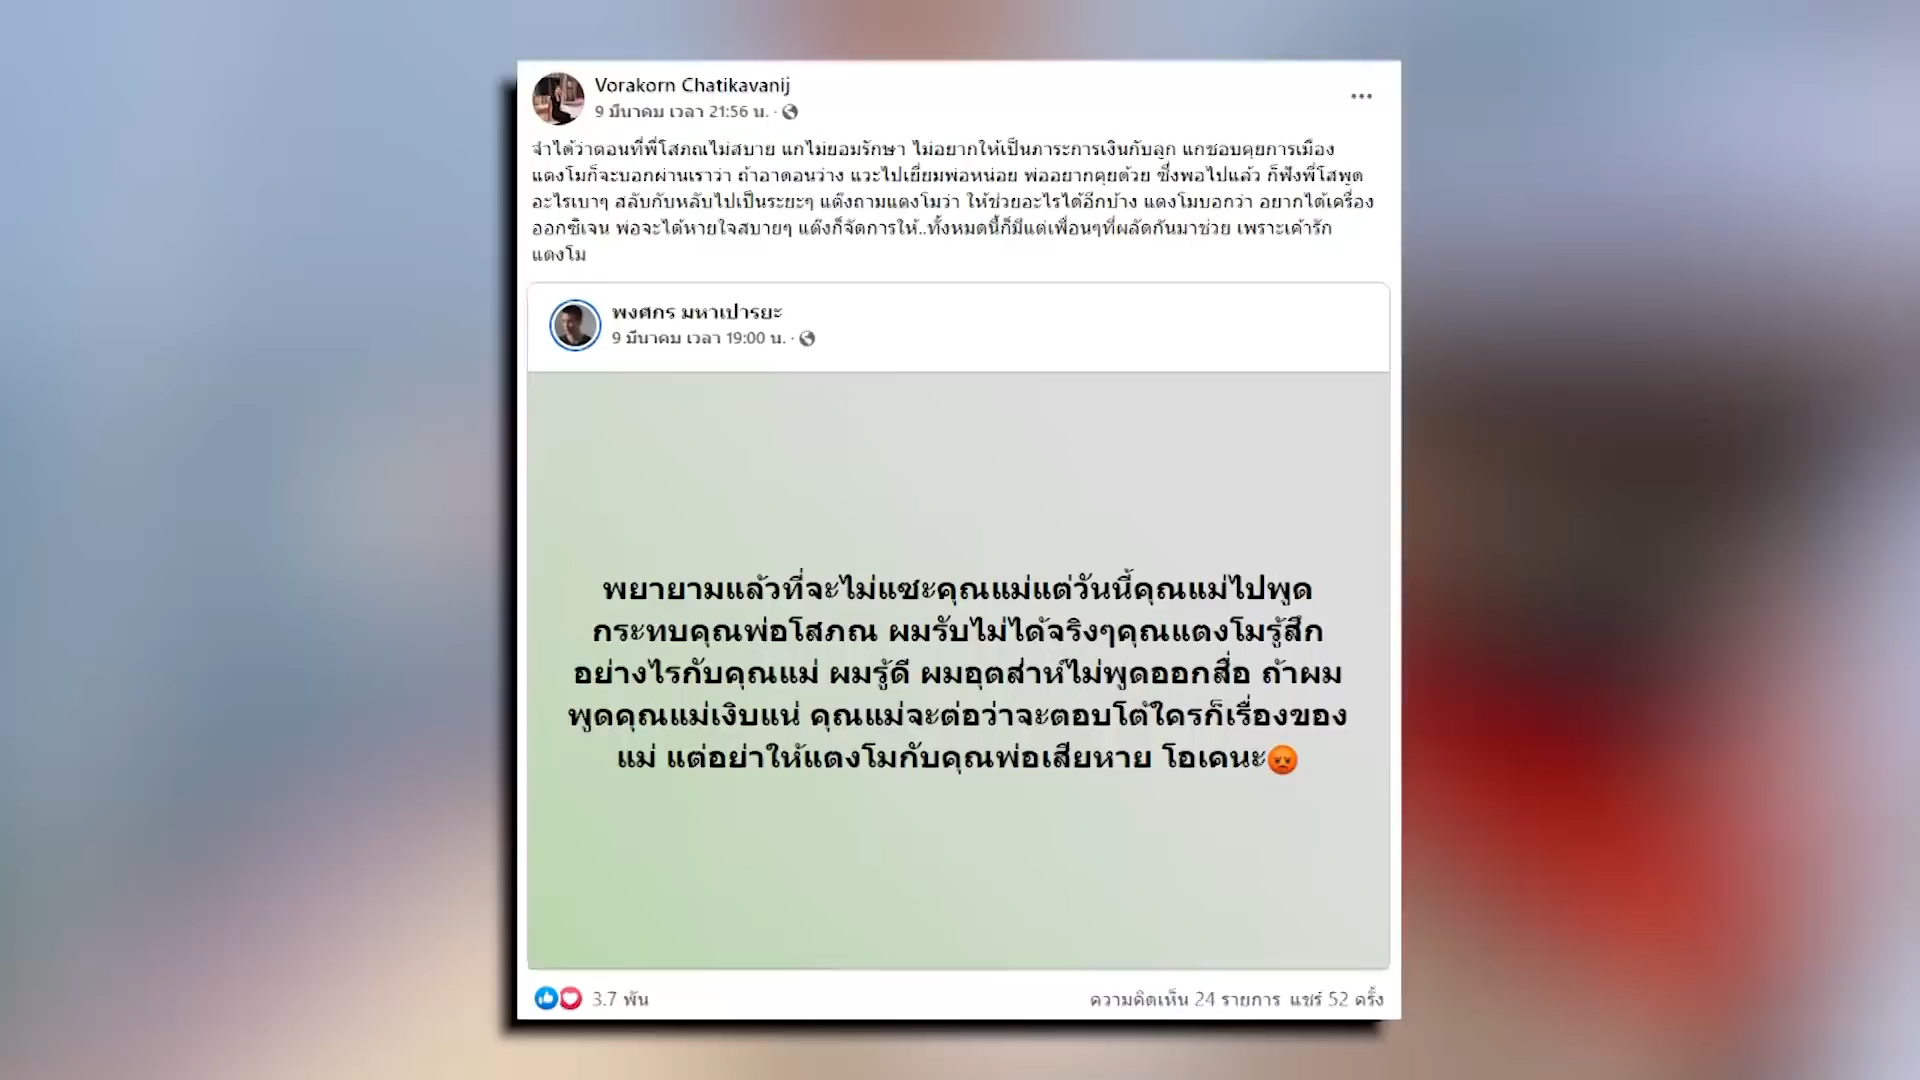 Vorakorn Chatikavanij
9 มีนาคม เวลา 21:56 น. ·
จำได้ว่าตอนที่พี่โสภณไม่สบาย แกไม่ยอมรักษา ไม่อยากให้เป็นภาระการเงินกับลูก แกชอบคุยการเมือง
แตงโมก็จะบอกผ่านเราว่า ถ้าอาตอนว่าง แวะไปเยี่ยมพ่อหน่อย พ่ออยากคุยด้วย ซึ่งพอไปแล้ว ก็ฟังพี่โสพูด
อะไรเบาๆ สลับกับหลับไปเป็นระยะๆ แต๊งถามแตงโมว่า ให้ช่วยอะไรได้อีกบ้าง แตงโมบอกว่า อยากได้เครื่อง
ออกซิเจน พ่อจะได้หายใจสบายๆ แต๊งก็จัดการให้..ทั้งหมดนี้ก็มีแต่เพื่อนๆที่ผลัดกันมาช่วย เพราะเค้ารัก
แตงโม
พงศกร มหาเปารยะ
9 มีนาคม เวลา 19:00 น. ·
พยายามแล้วที่จะไม่แซะคุณแม่แต่วันนี้คุณแม่ไปพูด
กระทบคุณพ่อโสภณ ผมรับไม่ได้จริงๆคุณแตงโมรู้สึก
อย่างไรกับคุณแม่ ผมรู้ดี ผมอุตส่าห์ไม่พูดออกสื่อ ถ้าผม
พูดคุณแม่เงิบแน่ คุณแม่จะต่อว่าจะตอบโต้ใครก็เรื่องของ
แม่ แต่อย่าให้แตงโมกับคุณพ่อเสียหาย โอเคนะ😡
3.7 พัน
ความคิดเห็น 24 รายการ แชร์ 52 ครั้ง